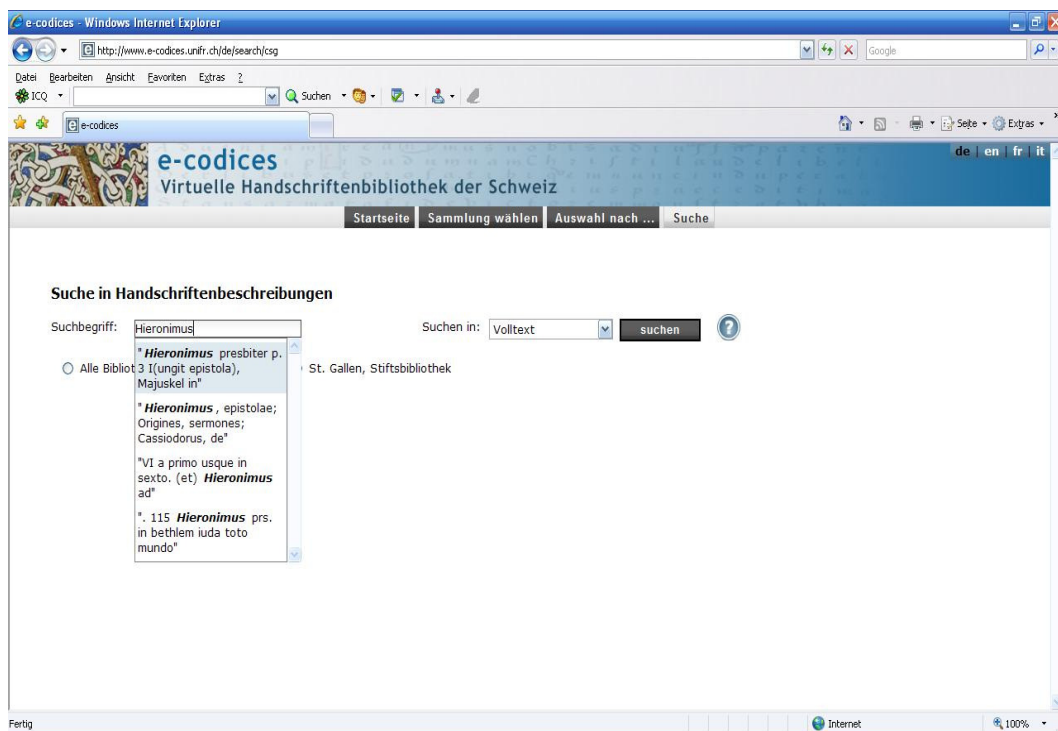 e-codices - Windows Internet Explorer
http://www.e-codices.unifr.ch/de/search/csg
Google
Datei Bearbeiten Ansicht Favoriten Extras ?
ICQ
Suchen
e-codices
Seite
Extras
e-codices
de | en | fr | it
Virtuelle Handschriftenbibliothek der Schweiz
Startseite Sammlung wählen Auswahl nach ... Suche
Suche in Handschriftenbeschreibungen
Suchbegriff: Hieronimus Suchen in: Volltext suchen ?
Alle Bibliot St. Gallen, Stiftsbibliothek
"Hieronimus presbiter p.
3 I(ungit epistola),
Majuskel in"
"Hieronimus, epistolae;
Origines, sermones;
Cassiodorus, de"
"VI a primo usque in
sexto. (et) Hieronimus
ad"
". 115 Hieronimus prs.
in bethlem iuda toto
mundo"
Fertig Internet 100%